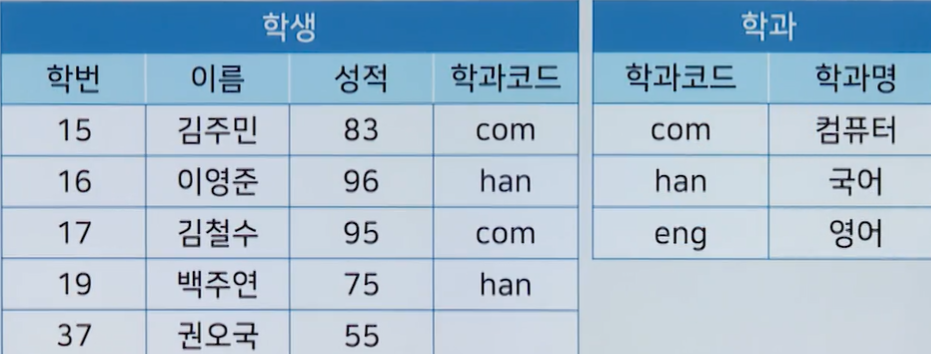 학생
학번 이름 성적 학과코드
15 김주민 83 com
16 이영준 96 han
17 김철수 95 com
19 백주연 75 han
37 권오국 55
학과
학과코드 학과명
com 컴퓨터
han 국어
eng 영어